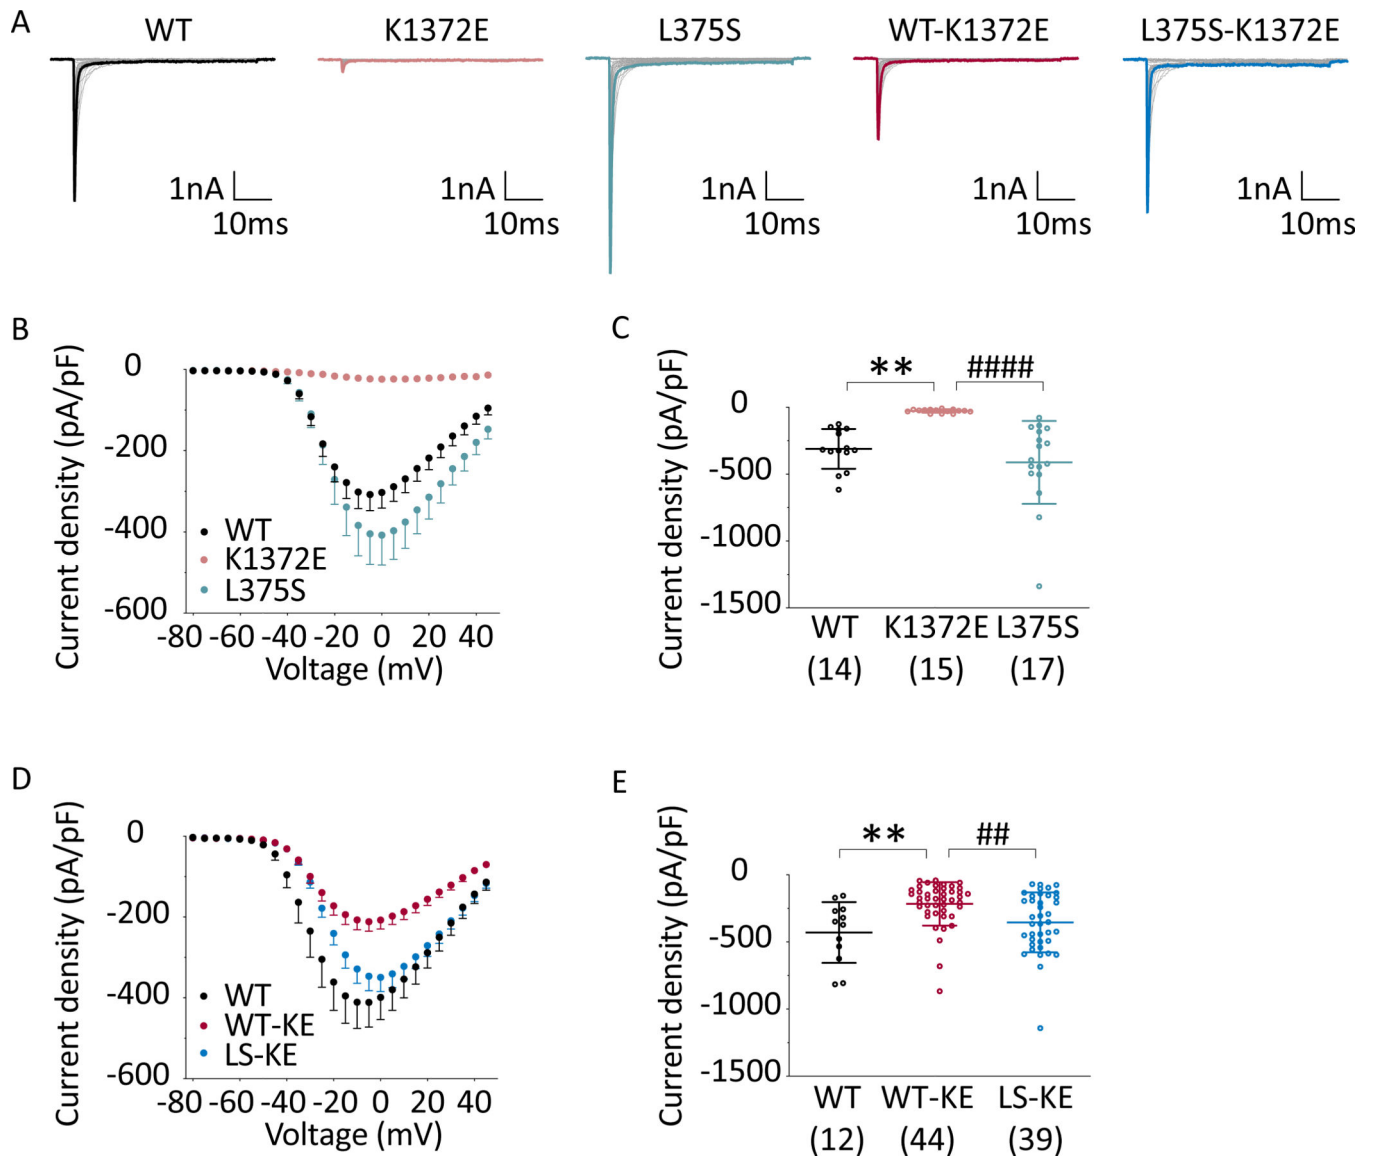 A
WT K1372E L375S WT-K1372E L375S-K1372E
1nA 1nA 1nA 1nA 1nA
10ms 10ms 10ms 10ms 10ms
B
Current density (pA/pF)
0
-200
-400
-600
WT
K1372E
L375S
-80 -60 -40 -20 0 20 40
Voltage (mV)
C
Current density (pA/pF)
** ####
0
-500
-1000
-1500
WT K1372E L375S
(14) (15) (17)
D
Current density (pA/pF)
0
-200
-400
-600
WT
WT-KE
LS-KE
-80 -60 -40 -20 0 20 40
Voltage (mV)
E
Current density (pA/pF)
** ##
0
-500
-1000
-1500
WT WT-KE LS-KE
(12) (44) (39)